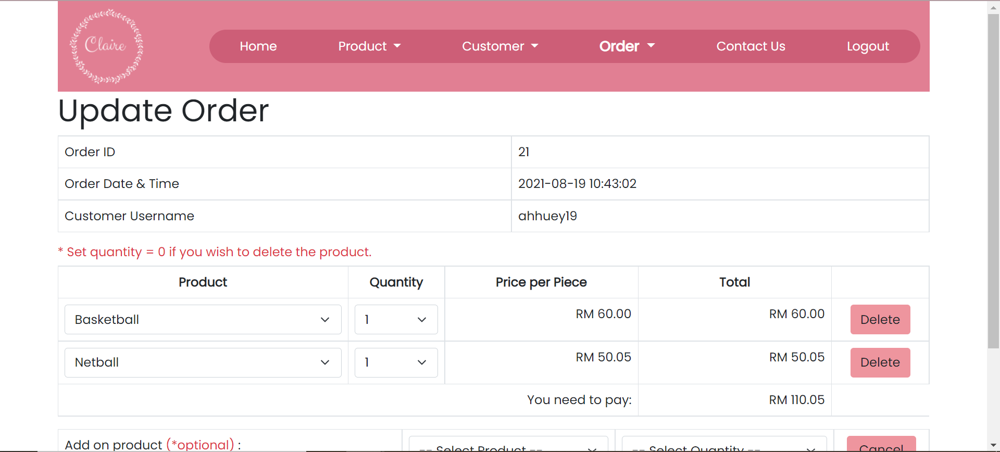 Claire
Home Product Customer Order Contact Us Logout
Update Order
Order ID 21
Order Date & Time 2021-08-19 10:43:02
Customer Username ahhuey19
* Set quantity = 0 if you wish to delete the product.
Product Quantity Price per Piece Total
Basketball 1 RM 60.00 RM 60.00 Delete
Netball 1 RM 50.05 RM 50.05 Delete
You need to pay: RM 110.05
Add on product (*optional) : -- Select Product -- -- Select Quantity -- Cancel